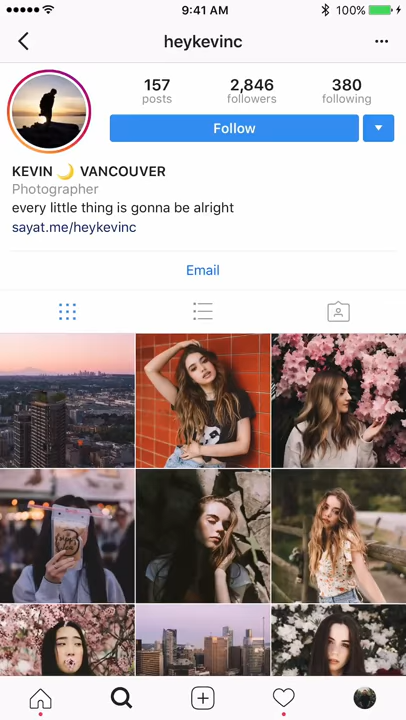 9:41 AM
100%
heykevinc
157 2,846 380
posts followers following
Follow
KEVIN 🌙 VANCOUVER
Photographer
every little thing is gonna be alright
sayat.me/heykevinc
Email